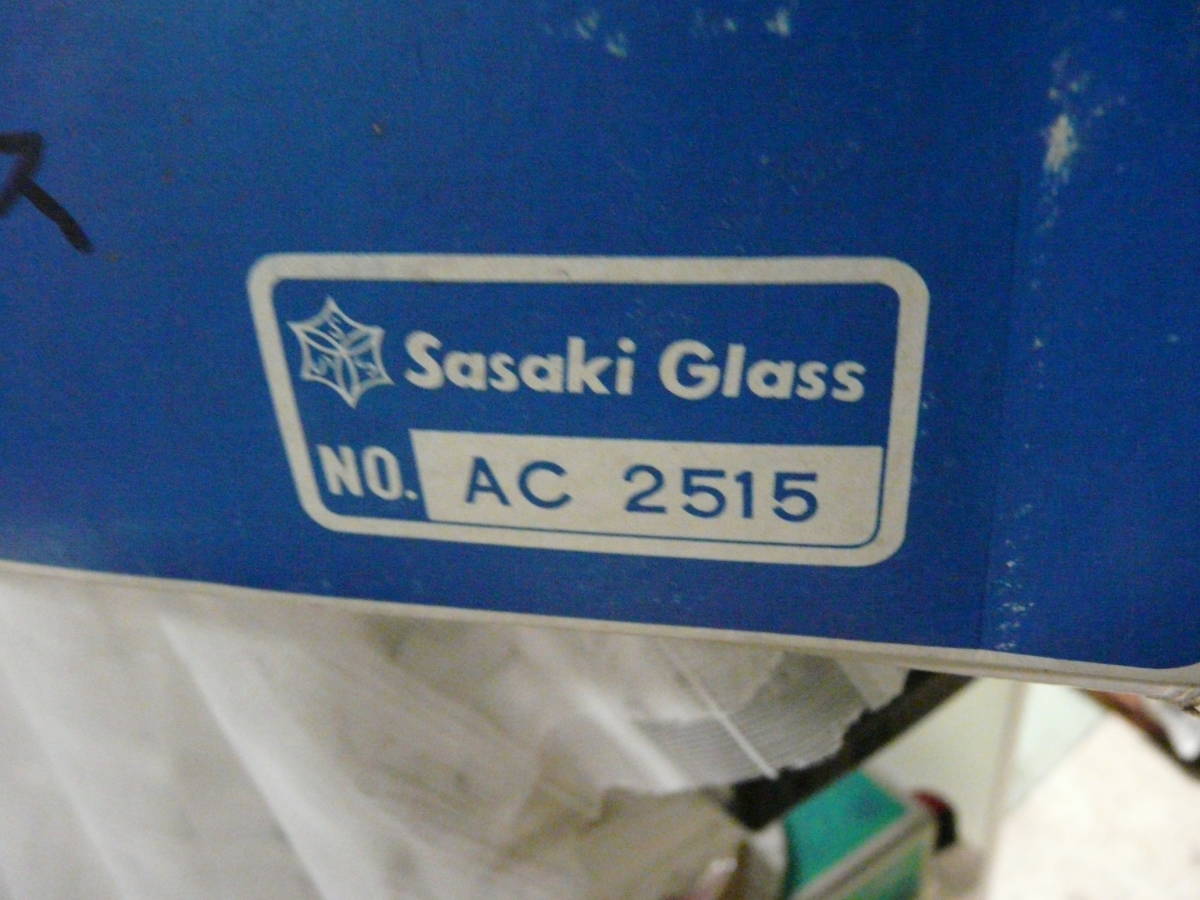 Sasaki Glass
NO. AC 2515